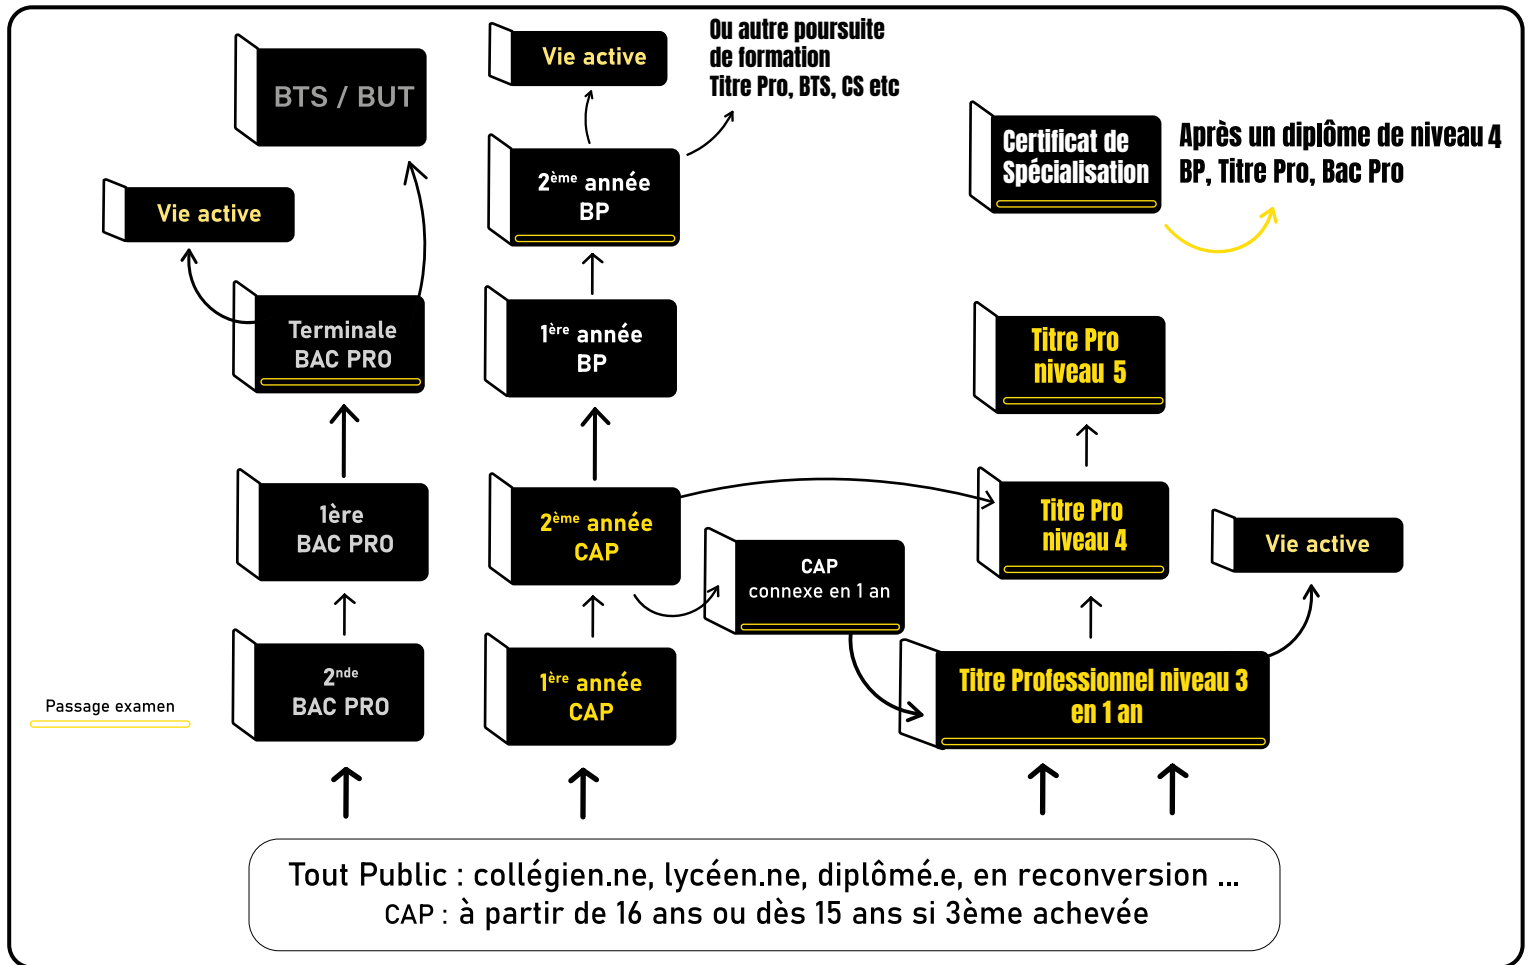 Ou autre poursuite
de formation
Titre Pro, BTS, CS etc
Vie active
BTS / BUT
Certificat de
Spécialisation
Après un diplôme de niveau 4
BP, Titre Pro, Bac Pro
2ème année
BP
Vie active
Terminale
BAC PRO
1ère année
BP
Titre Pro
niveau 5
1ère
BAC PRO
2ème année
CAP
Titre Pro
niveau 4
Vie active
CAP
connexe en 1 an
2nde
BAC PRO
1ère année
CAP
Titre Professionnel niveau 3
en 1 an
Passage examen
Tout Public : collégien.ne, lycéen.ne, diplômé.e, en reconversion ...
CAP : à partir de 16 ans ou dès 15 ans si 3ème achevée